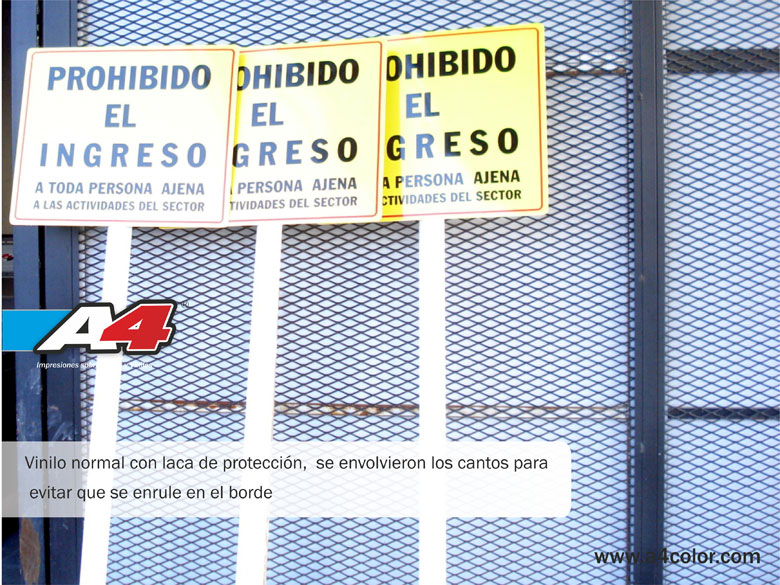 PROHIBIDO
EL
INGRESO
A TODA PERSONA AJENA
A LAS ACTIVIDADES DEL SECTOR
OHIBIDO
EL
GRESO
PERSONA AJENA
TIVIDADES DEL SECTOR
OHIBIDO
EL
GRESO
A PERSONA AJENA
CTIVIDADES DEL SECTOR
A4®
Impresiones
Vinilo normal con laca de protección, se envolvieron los cantos para
evitar que se enrule en el borde
www.a4color.com